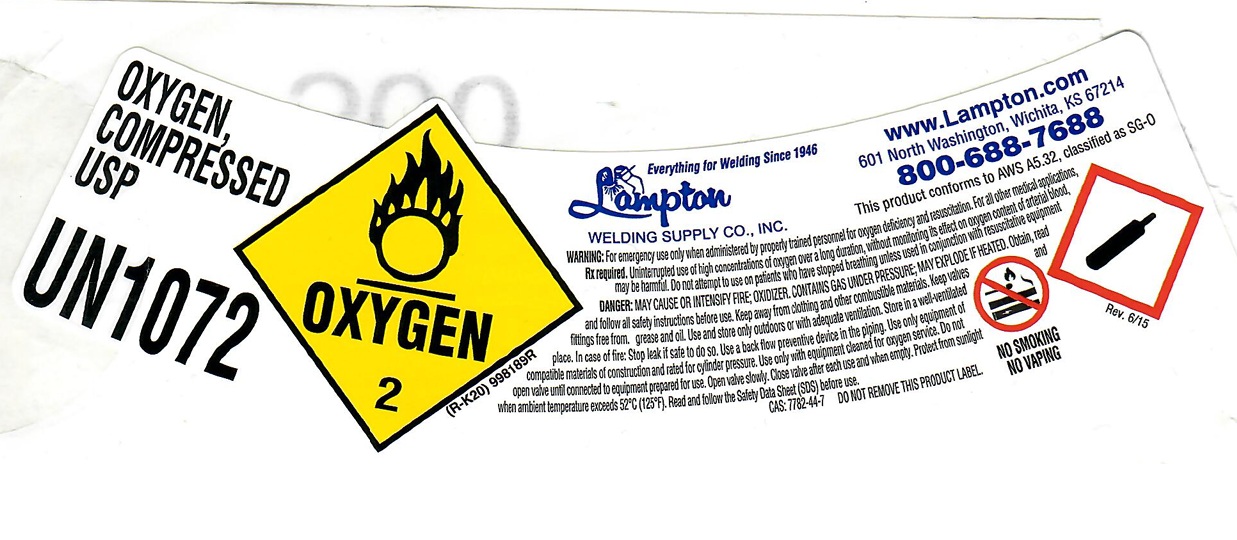 OXYGEN,
COMPRESSED
USP
UN1072
OXYGEN
2
(R-K20) 998189R
Everything for Welding Since 1946
Lampton
WELDING SUPPLY CO., INC.
www.Lampton.com
601 North Washington, Wichita, KS 67214
800-688-7688
This product conforms to AWS A5.32, classified as SG-O
WARNING: For emergency use only when administered by properly trained personnel for oxygen deficiency and resuscitation. For all other medical applications,
Rx required. Uninterrupted use of high concentrations of oxygen over a long duration, without monitoring its effect on oxygen content of arterial blood,
may be harmful. Do not attempt to use on patients who have stopped breathing unless used in conjunction with resuscitative equipment
DANGER: MAY CAUSE OR INTENSIFY FIRE; OXIDIZER. CONTAINS GAS UNDER PRESSURE; MAY EXPLODE IF HEATED. Obtain, read
and follow all safety instructions before use. Keep away from clothing and other combustible materials. Keep valves and
fittings free from grease and oil. Use and store only outdoors or with adequate ventilation. Store in a well-ventilated
place. In case of fire: Stop leak if safe to do so. Use a back flow preventive device in the piping. Use only equipment of
compatible materials of construction and rated for cylinder pressure. Use only with equipment cleaned for oxygen service. Do not
open valve until connected to equipment prepared for use. Open valve slowly. Close valve after each use and when empty. Protect from sunlight
when ambient temperature exceeds 52°C (125°F). Read and follow the Safety Data Sheet (SDS) before use.
CAS: 7782-44-7 DO NOT REMOVE THIS PRODUCT LABEL.
NO SMOKING
NO VAPING
Rev. 6/15